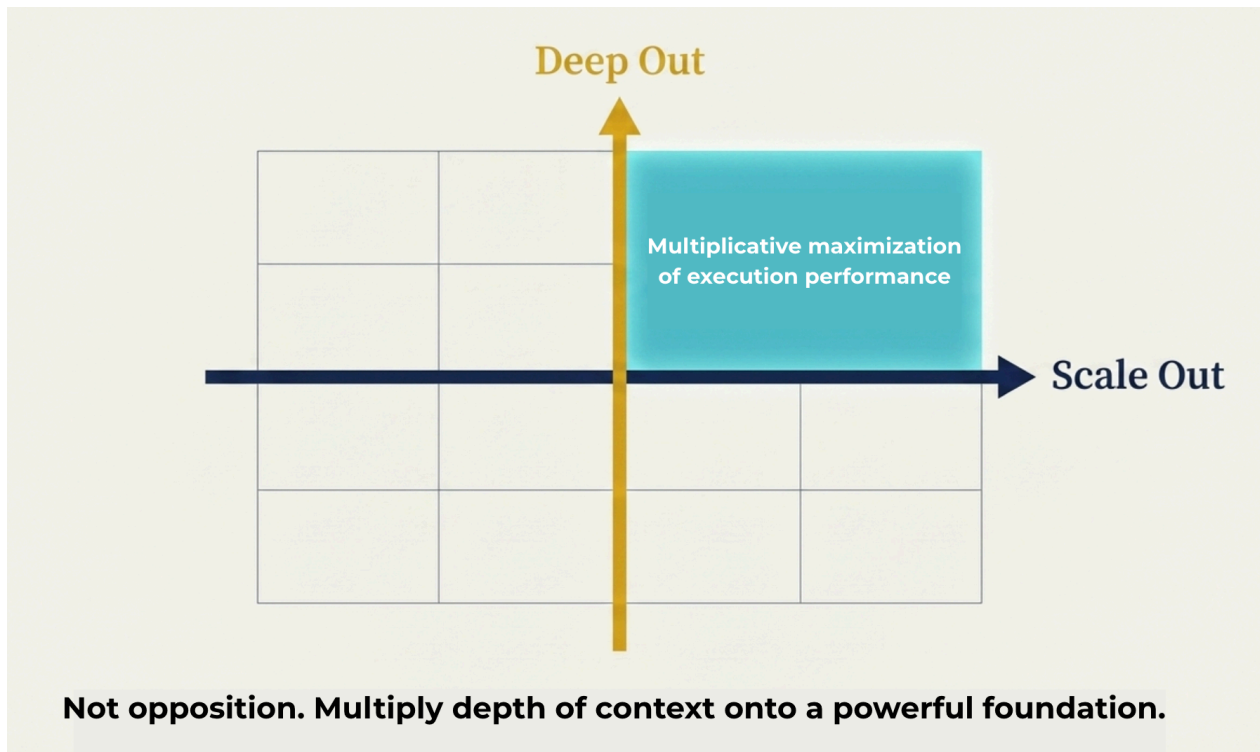 Deep Out
Multiplicative maximization
of execution performance
Scale Out
Not opposition. Multiply depth of context onto a powerful foundation.